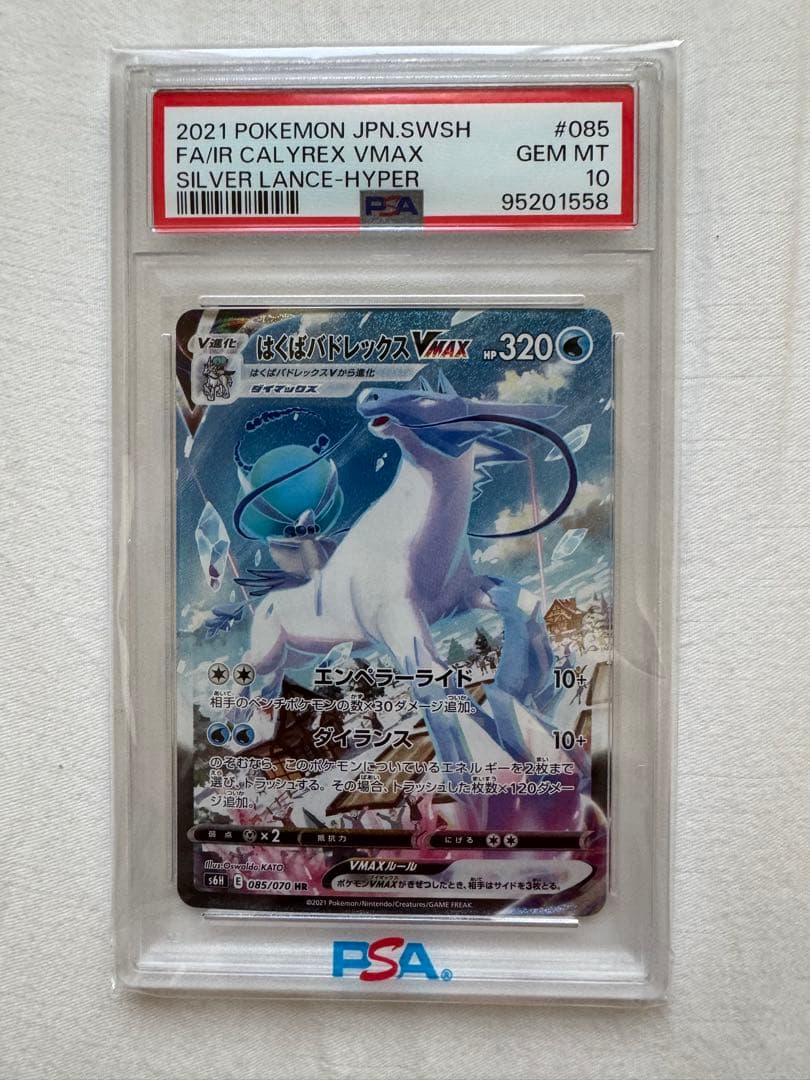 2021 POKEMON JPN.SWSH #085
FA/IR CALYREX VMAX GEM MT
SILVER LANCE-HYPER 10
PSA 95201558
V進化 はくばバドレックスVMAX HP320
はくばバドレックスVから進化
ダイマックス
エンペラーライド 10+
相手のベンチポケモンの数×30ダメージ追加。
ダイランス 10+
のぞむなら、このポケモンについているエネルギーを2枚まで
選び、トラッシュする。その場合、トラッシュした枚数×120ダメー
ジ追加。
弱点 ×2 抵抗力 にげる
Illus.Oswaldo KATO
VMAXルール
s6H E 085/070 HR
ポケモンVMAXがきぜつしたとき、相手はサイドを3枚とる。
©2021 Pokémon/Nintendo/Creatures/GAME FREAK.
PSA®